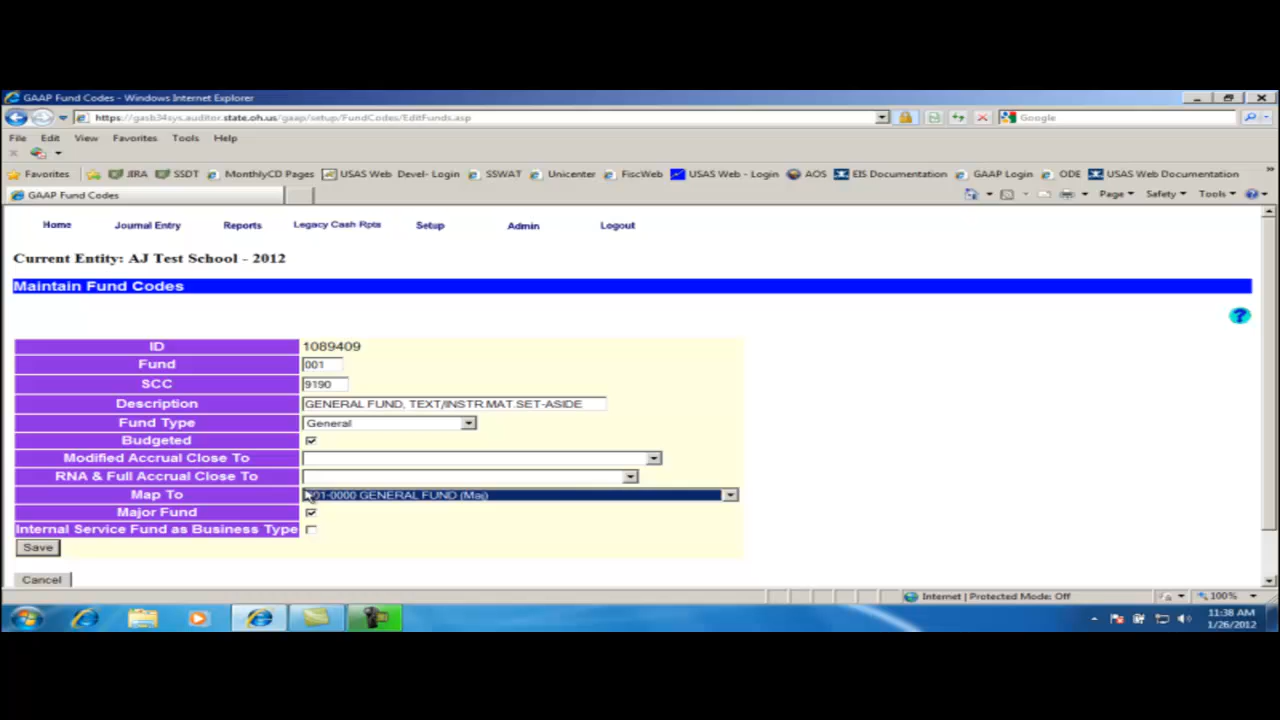 GAAP Fund Codes - Windows Internet Explorer
https://gasb34sys.auditor.state.oh.us/gaap/setup/FundCodes/EditFunds.asp
Google
File Edit View Favorites Tools Help
Favorites JIRA SSDT MonthlyCD Pages USAS Web Devel- Login SSWAT Unicenter FiscWeb USAS Web - Login AOS EIS Documentation GAAP Login ODE USAS Web Documentation
GAAP Fund Codes
Page Safety Tools
Home Journal Entry Reports Legacy Cash Rpts Setup Admin Logout
Current Entity: AJ Test School - 2012
Maintain Fund Codes
?
ID 1089409
Fund 001
SCC 9190
Description GENERAL FUND, TEXT/INSTR.MAT.SET-ASIDE
Fund Type General
Budgeted
Modified Accrual Close To
RNA & Full Accrual Close To
Map To 01-0000 GENERAL FUND (Maj)
Major Fund
Internal Service Fund as Business Type
Save
Cancel
Internet | Protected Mode: Off
100%
11:38 AM
1/26/2012